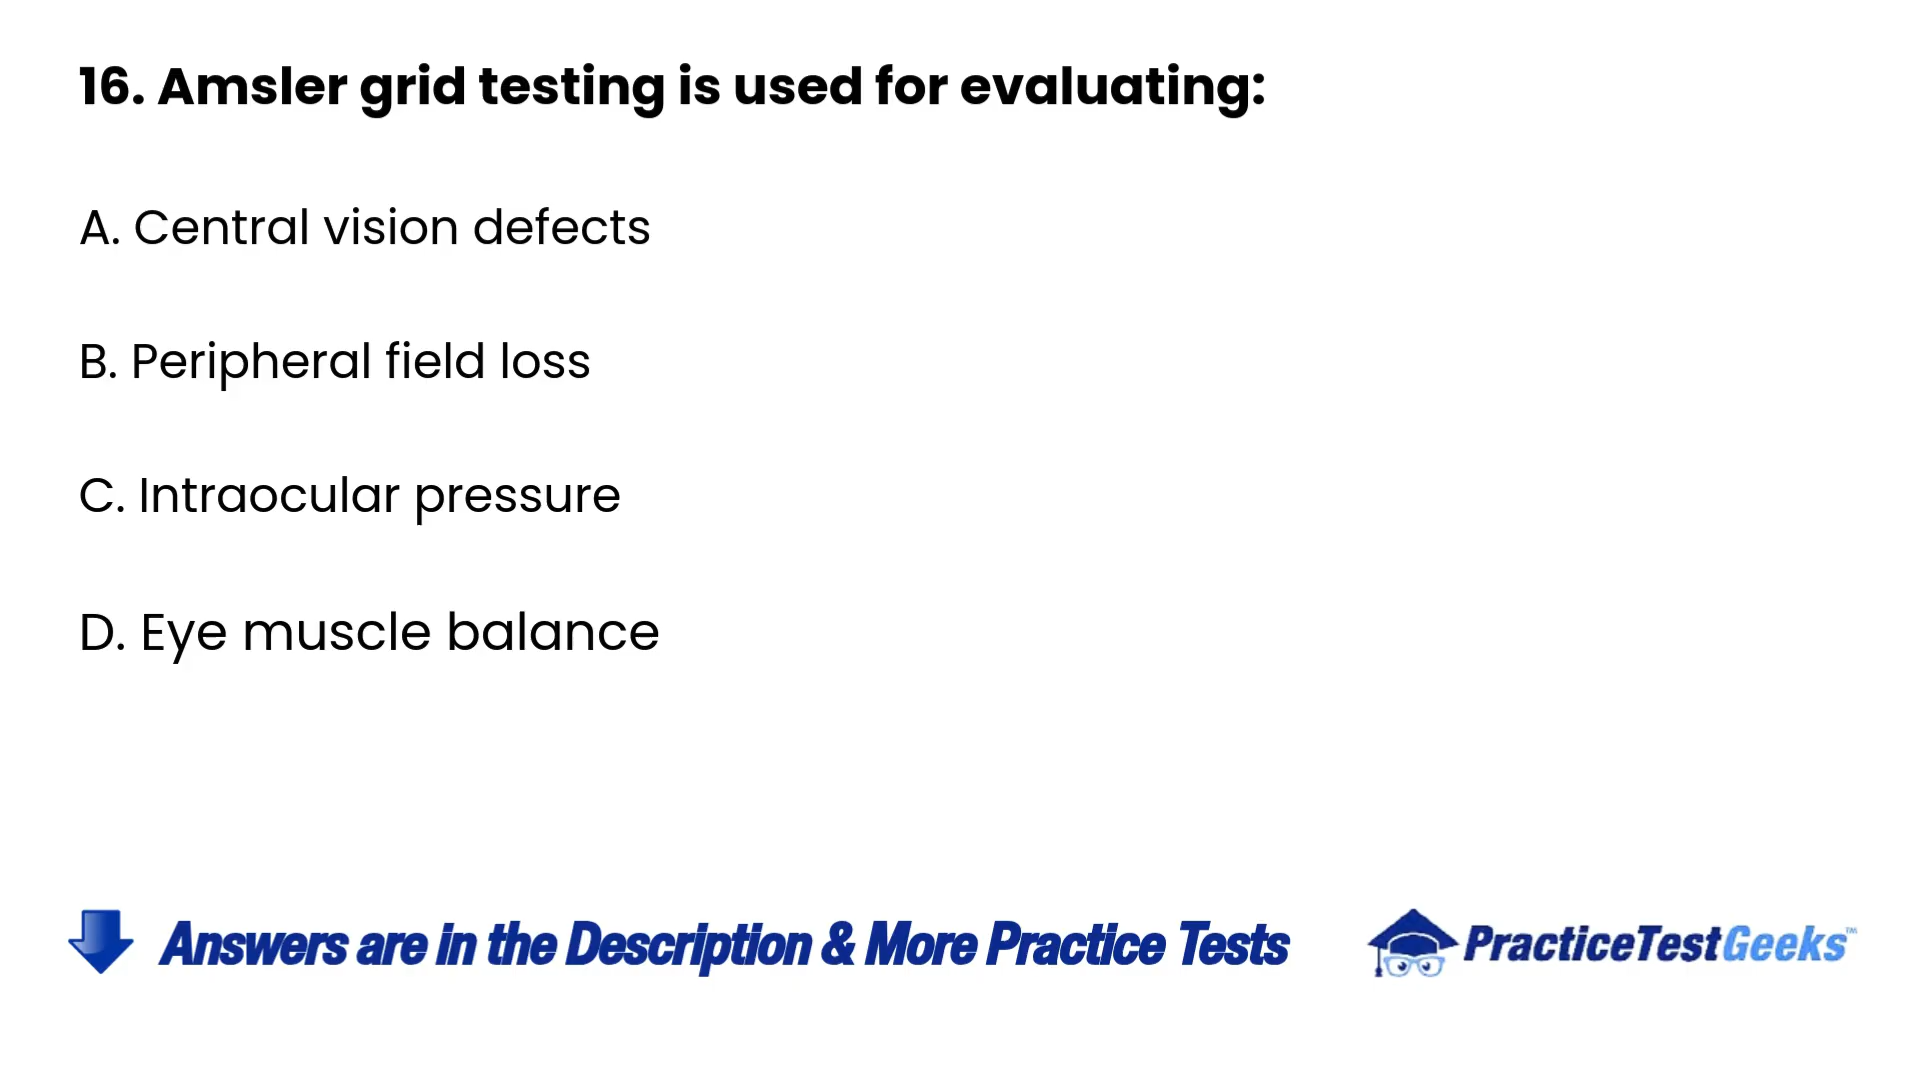 16. Amsler grid testing is used for evaluating:
A. Central vision defects
B. Peripheral field loss
C. Intraocular pressure
D. Eye muscle balance
Answers are in the Description & More Practice Tests
PracticeTestGeeks™